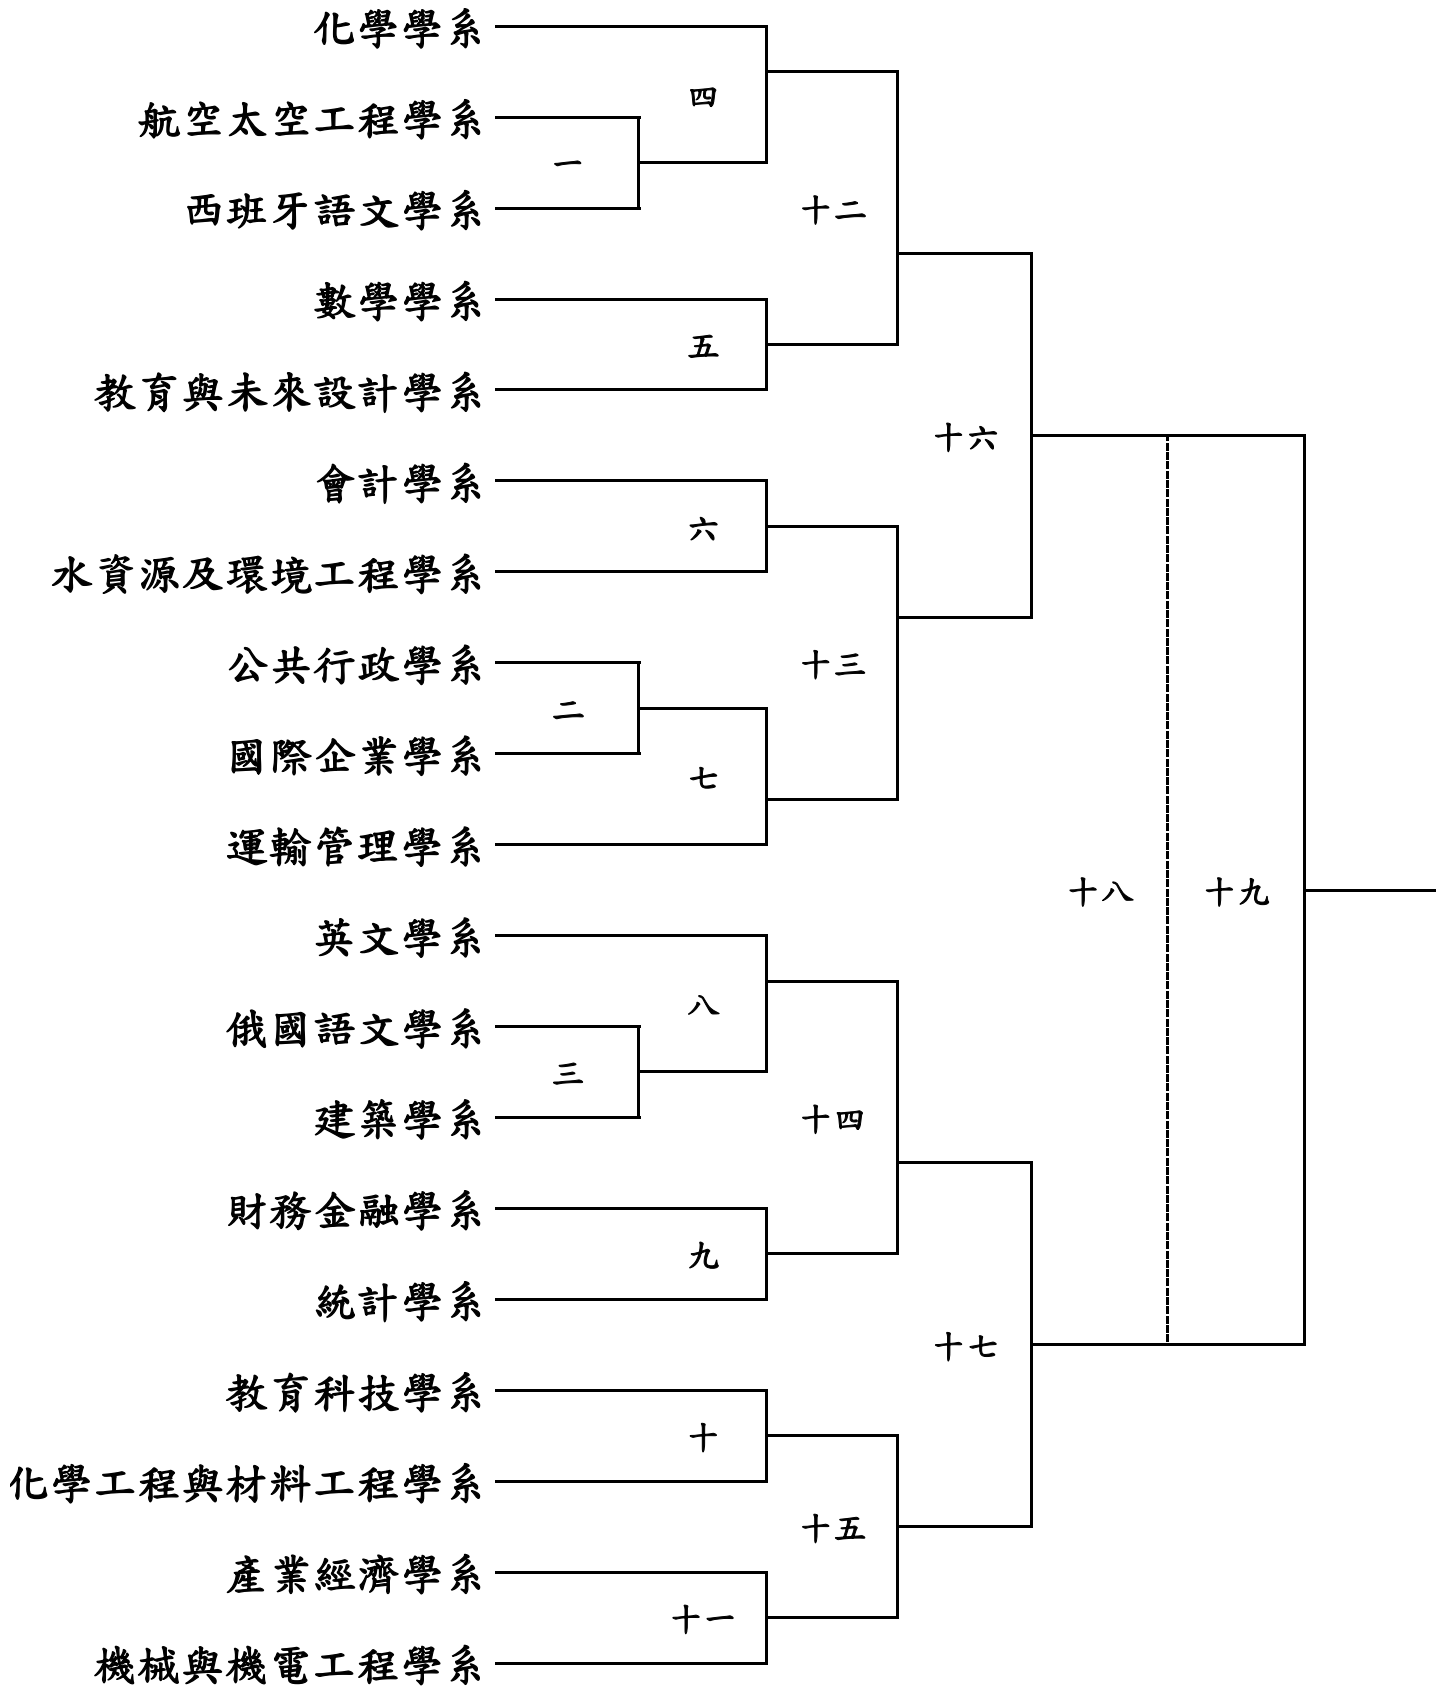 化學學系
四
航空太空工程學系
一
西班牙語文學系
十二
數學學系
五
教育與未來設計學系
十六
會計學系
六
水資源及環境工程學系
公共行政學系
十三
二
國際企業學系
七
運輸管理學系
十八
十九
英文學系
八
俄國語文學系
三
建築學系
十四
財務金融學系
九
統計學系
十七
教育科技學系
十
化學工程與材料工程學系
十五
產業經濟學系
十一
機械與機電工程學系